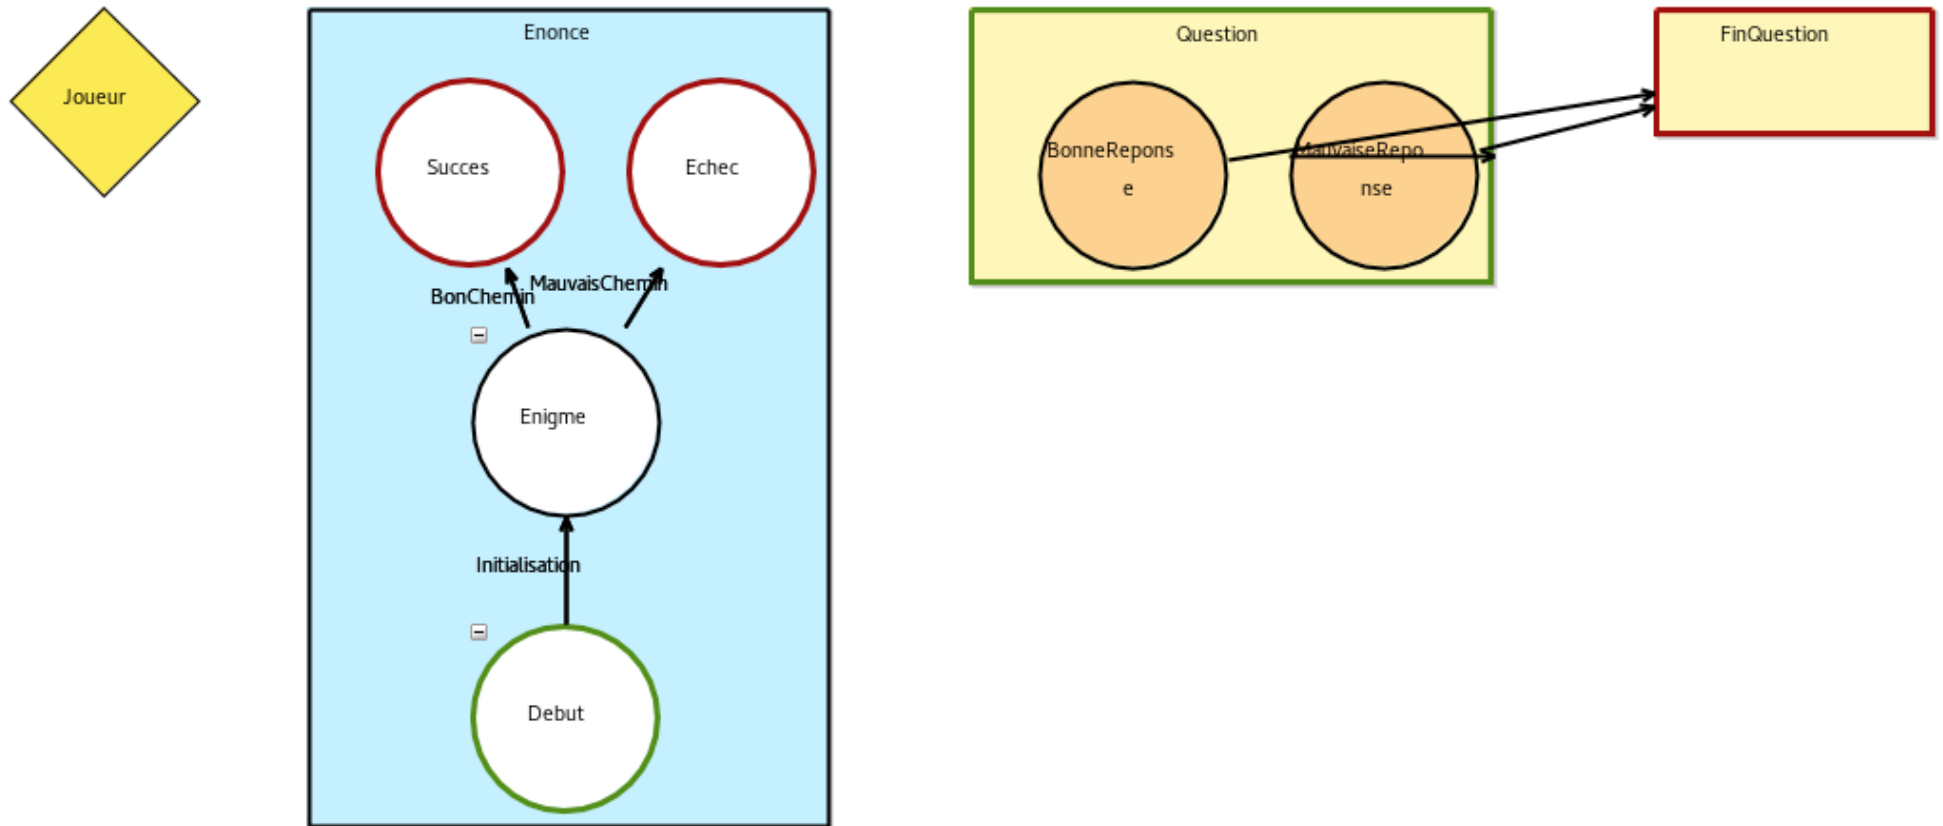 Joueur
Enonce
Succes
Echec
BonChemin
MauvaisChemin
Enigme
Initialisation
Debut
Question
BonneRepons
e
MauvaiseRepo
nse
FinQuestion